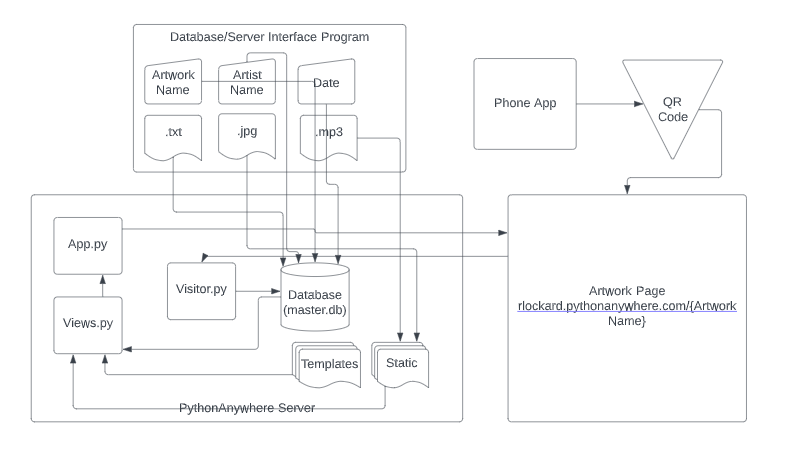 Database/Server Interface Program
Artwork
Name
Artist
Name
Date
.txt
.jpg
.mp3
Phone App
QR
Code
App.py
Visitor.py
Database
(master.db)
Views.py
Templates
Static
PythonAnywhere Server
Artwork Page
rlockard.pythonanywhere.com/{Artwork
Name}